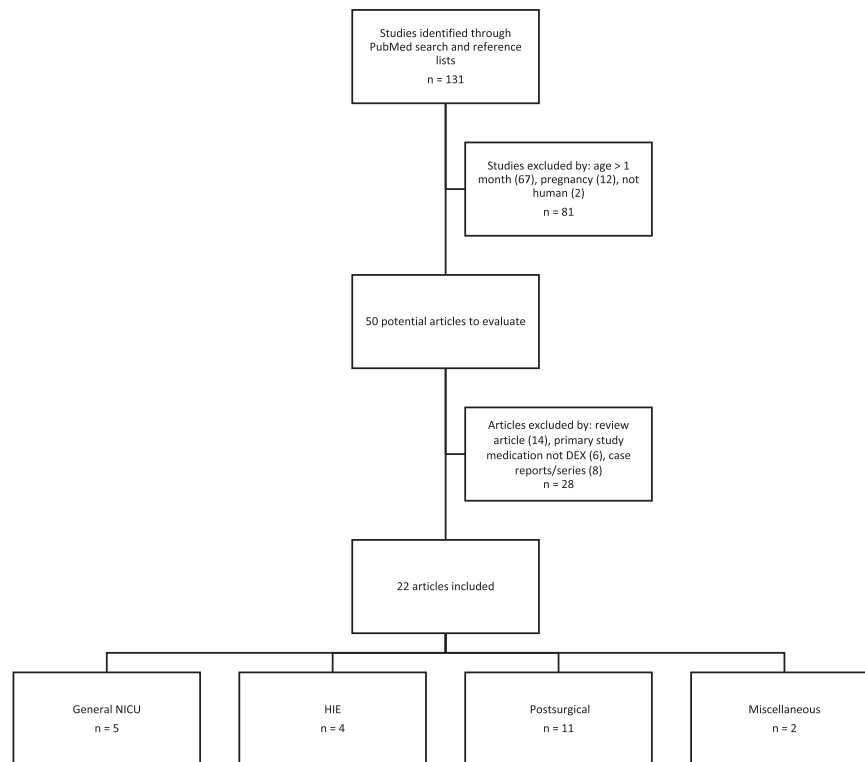 Studies identified through
PubMed search and reference
lists
n = 131
Studies excluded by: age > 1
month (67), pregnancy (12), not
human (2)
n = 81
50 potential articles to evaluate
Articles excluded by: review
article (14), primary study
medication not DEX (6), case
reports/series (8)
n = 28
22 articles included
General NICU
n = 5
HIE
n = 4
Postsurgical
n = 11
Miscellaneous
n = 2